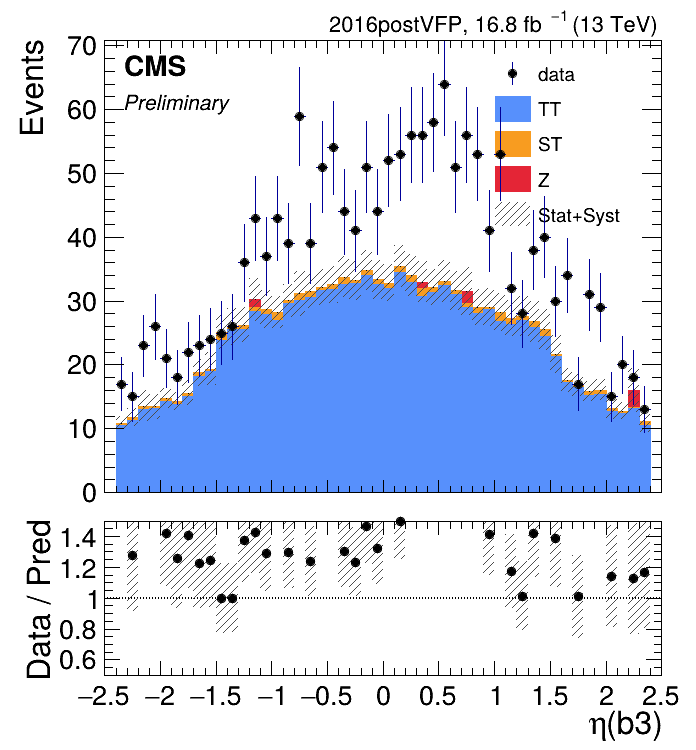 2016postVFP, 16.8 fb ⁻¹ (13 TeV)
Events
70
60
50
40
30
20
10
0
CMS
Preliminary
data
TT
ST
Z
Stat+Syst
Data / Pred
1.4
1.2
1
0.8
0.6
−2.5 −2 −1.5 −1 −0.5 0 0.5 1 1.5 2 2.5
η(b3)